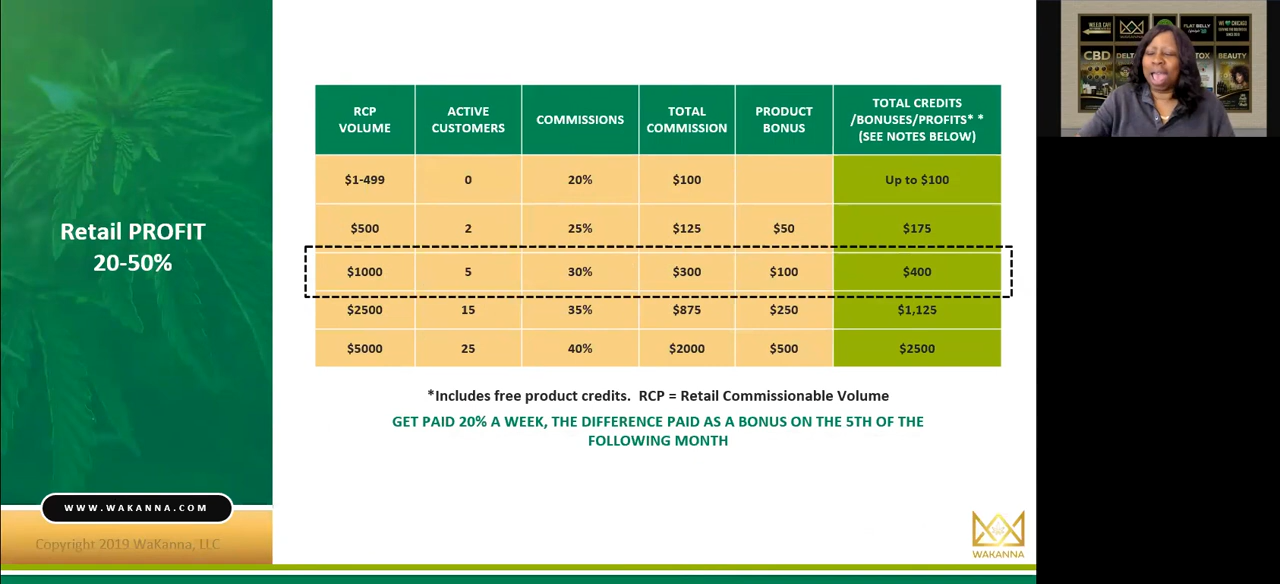 Retail PROFIT
20-50%
WWW.WAKANNA.COM
Copyright 2019 WaKanna, LLC
RCP VOLUME ACTIVE CUSTOMERS COMMISSIONS TOTAL COMMISSION PRODUCT BONUS TOTAL CREDITS /BONUSES/PROFITS* * (SEE NOTES BELOW)
$1-499 0 20% $100 Up to $100
$500 2 25% $125 $50 $175
$1000 5 30% $300 $100 $400
$2500 15 35% $875 $250 $1,125
$5000 25 40% $2000 $500 $2500
*Includes free product credits. RCP = Retail Commissionable Volume
GET PAID 20% A WEEK, THE DIFFERENCE PAID AS A BONUS ON THE 5TH OF THE
FOLLOWING MONTH
WAKANNA
CBD
BEAUTY
FLAT BELLY